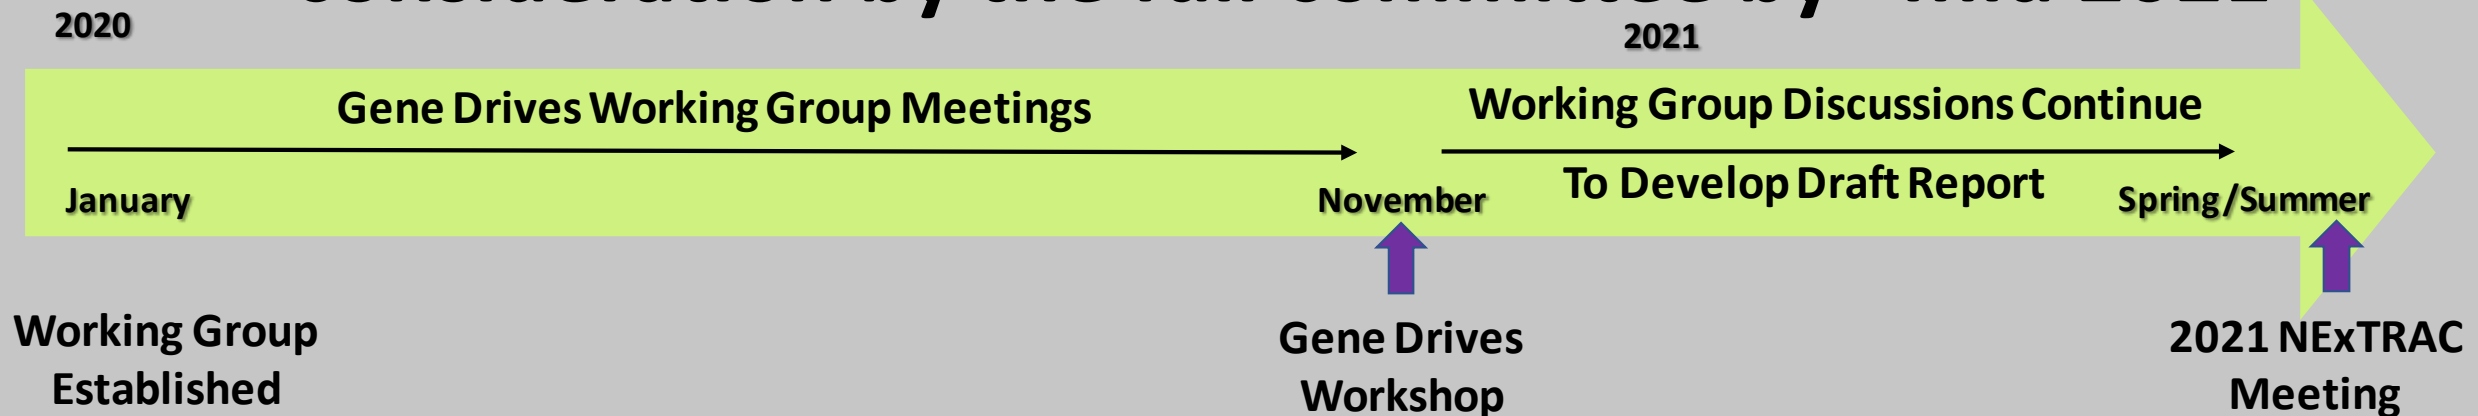 2020
2021
Gene Drives Working Group Meetings
Working Group Discussions Continue
To Develop Draft Report
January
November
Spring/Summer
Working Group
Established
Gene Drives
Workshop
2021 NExTRAC
Meeting